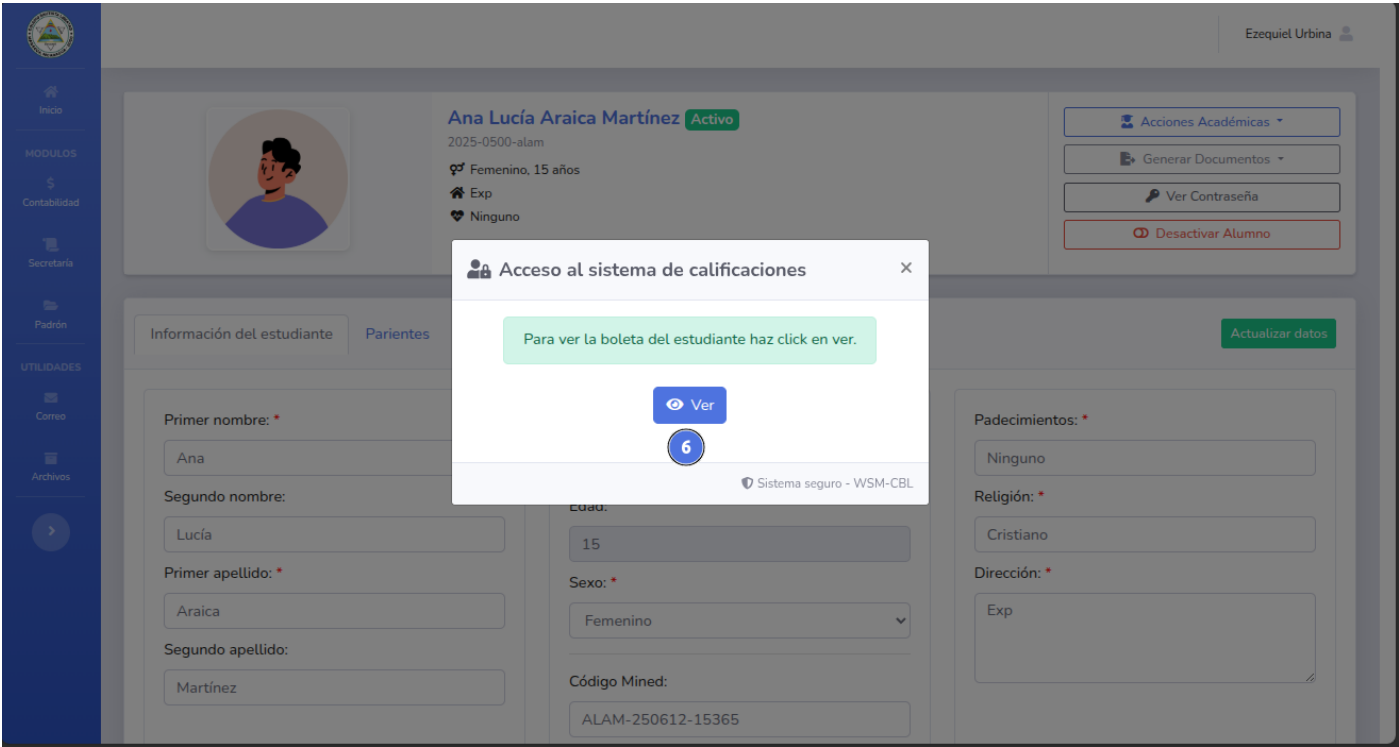 Ezequiel Urbina
Inicio
MODULOS
Contabilidad
Secretaría
Padrón
UTILIDADES
Correo
Archivos
Ana Lucía Araica Martínez Activo
2025-0500-alam
Femenino, 15 años
Exp
Ninguno
Acciones Académicas
Generar Documentos
Ver Contraseña
Desactivar Alumno
Acceso al sistema de calificaciones ×
Para ver la boleta del estudiante haz click en ver.
Ver
6
Sistema seguro - WSM-CBL
Información del estudiante Parientes
Actualizar datos
Primer nombre: *
Ana
Segundo nombre:
Lucía
Primer apellido: *
Araica
Segundo apellido:
Martínez
Edad:
15
Sexo: *
Femenino
Código Mined:
ALAM-250612-15365
Padecimientos: *
Ninguno
Religión: *
Cristiano
Dirección: *
Exp